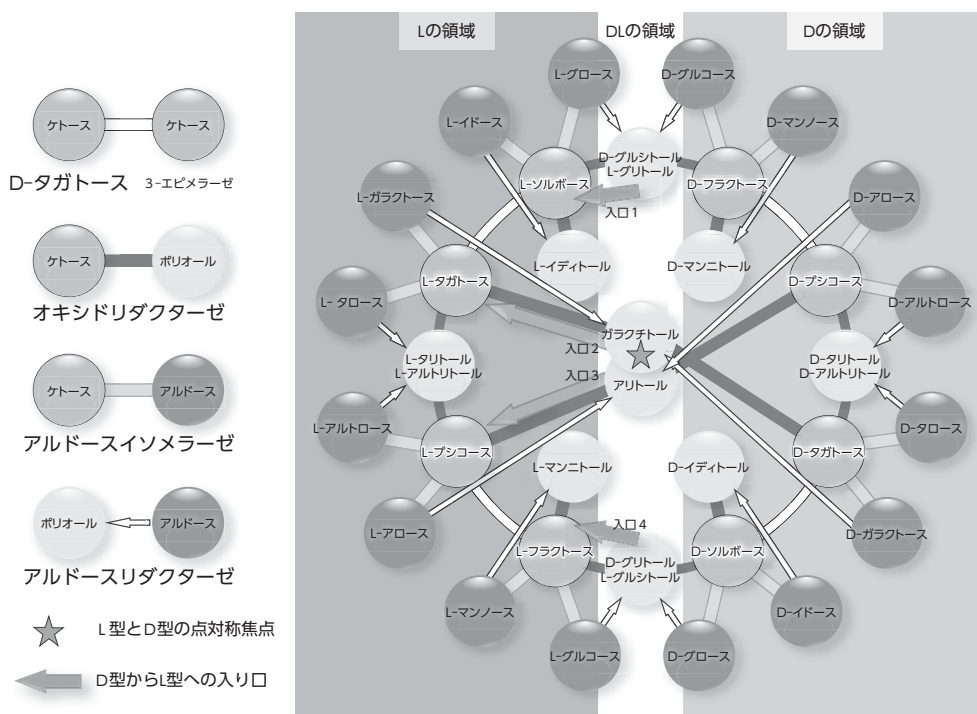 Lの領域
DLの領域
Dの領域
ケトース
ケトース
D-タガトース 3-エピメラーゼ
ケトース
ポリオール
オキシドリダクターゼ
ケトース
アルドース
アルドースイソメラーゼ
ポリオール
アルドース
アルドースリダクターゼ
L型とD型の点対称焦点
D型からL型への入り口
L-グロース
D-グルコース
L-イドース
D-マンノース
D-グルシトール
L-グリトール
L-ソルボース
D-フラクトース
入口1
L-ガラクトース
D-アロース
L-イディトール
D-マンニトール
L-タガトース
D-プシコース
L- タロース
D-アルトロース
ガラクチトール
入口2
L-タリトール
L-アルトリトール
D-タリトール
D-アルトリトール
入口3
アリトール
L-アルトロース
D-タロース
L-プシコース
D-タガトース
L-マンニトール
D-イディトール
L-アロース
D-ガラクトース
入口4
L-フラクトース
D-ソルボース
D-グリトール
L-グルシトール
L-マンノース
D-イドース
L-グルコース
D-グロース